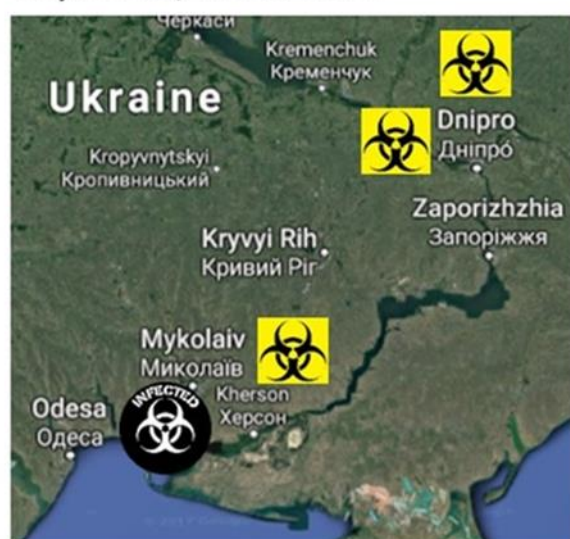 Черкаси
Kremenchuk
Кременчук
Ukraine
Dnipro
Дніпро́
Kropyvnytskyi
Кропивницький
Zaporizhzhia
Запоріжжя
Kryvyi Rih
Кривий Ріг
Mykolaiv
Миколаїв
INFECTED
Kherson
Херсон
Odesa
Одеса